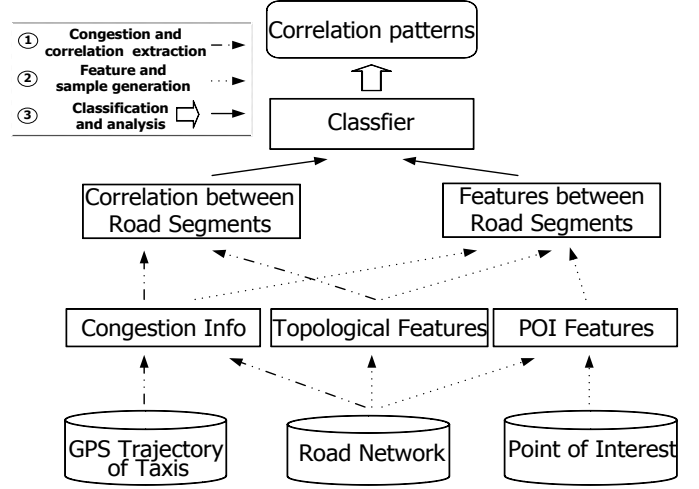 ① Congestion and
correlation extraction
② Feature and
sample generation
③ Classification
and analysis
Correlation patterns
Classfier
Correlation between
Road Segments
Features between
Road Segments
Congestion Info
Topological Features
POI Features
GPS Trajectory
of Taxis
Road Network
Point of Interest